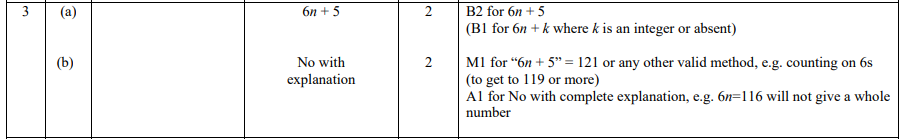 3 (a) 6n + 5 2 B2 for 6n + 5
(B1 for 6n + k where k is an integer or absent)
(b) No with 2 M1 for “6n + 5” = 121 or any other valid method, e.g. counting on 6s
explanation (to get to 119 or more)
A1 for No with complete explanation, e.g. 6n=116 will not give a whole
number